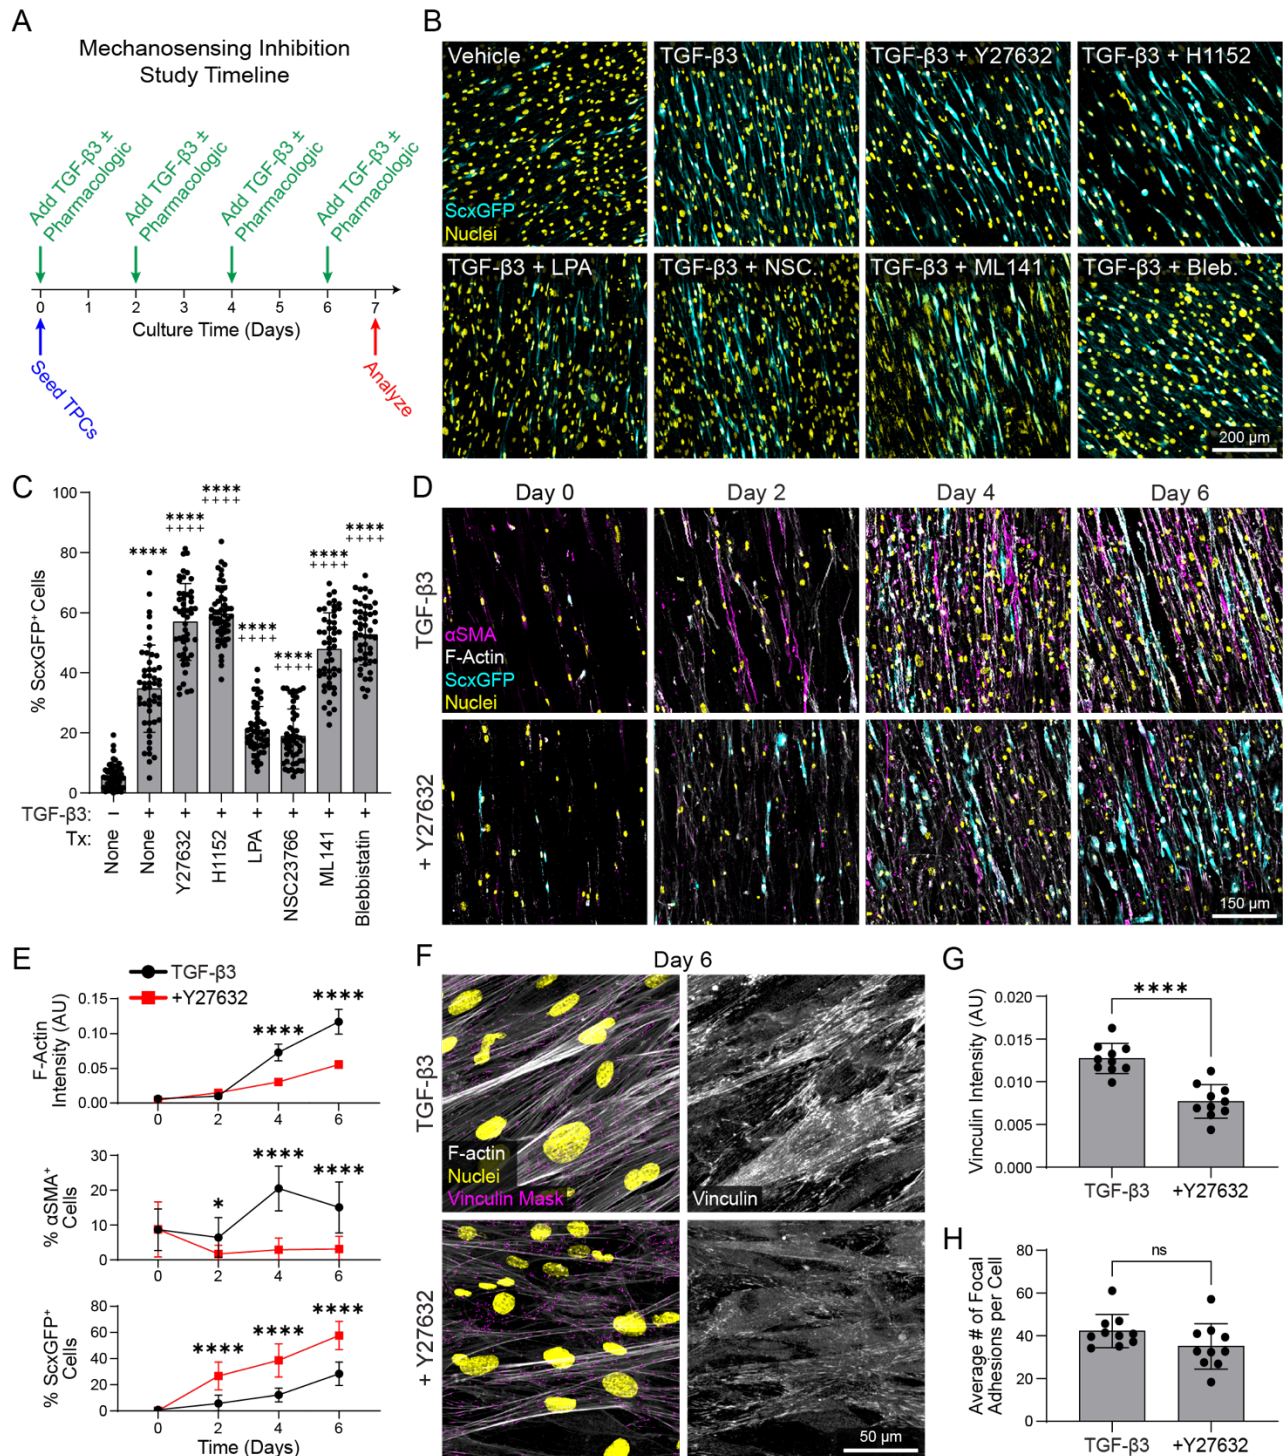 A
Mechanosensing Inhibition
Study Timeline
Add TGF-β3 ±
Pharmacologic
Add TGF-β3 ±
Pharmacologic
Add TGF-β3 ±
Pharmacologic
Add TGF-β3 ±
Pharmacologic
0 1 2 3 4 5 6 7
Culture Time (Days)
Seed TPCs
Analyze
B
Vehicle
TGF-β3
TGF-β3 + Y27632
TGF-β3 + H1152
ScxGFP
Nuclei
TGF-β3 + LPA
TGF-β3 + NSC.
TGF-β3 + ML141
TGF-β3 + Bleb.
200 µm
C
% ScxGFP⁺ Cells
100
80
60
40
20
0
****
****
++++
****
++++
****
++++
****
++++
****
++++
****
++++
TGF-β3: – + + + + + + +
Tx: None None Y27632 H1152 LPA NSC23766 ML141 Blebbistatin
D
Day 0 Day 2 Day 4 Day 6
TGF-β3
αSMA
F-Actin
ScxGFP
Nuclei
+ Y27632
150 µm
E
TGF-β3
+Y27632
F-Actin
Intensity (AU)
0.15
0.10
0.05
0.00
**** ****
0 2 4 6
% αSMA⁺
Cells
30
20
10
0
* **** ****
0 2 4 6
% ScxGFP⁺
Cells
80
60
40
20
0
**** **** ****
0 2 4 6
Time (Days)
F
Day 6
TGF-β3
F-actin
Nuclei
Vinculin Mask
Vinculin
+ Y27632
50 µm
G
Vinculin Intensity (AU)
0.020
0.015
0.010
0.005
0.000
****
TGF-β3 +Y27632
H
Average # of Focal
Adhesions per Cell
80
60
40
20
0
ns
TGF-β3 +Y27632